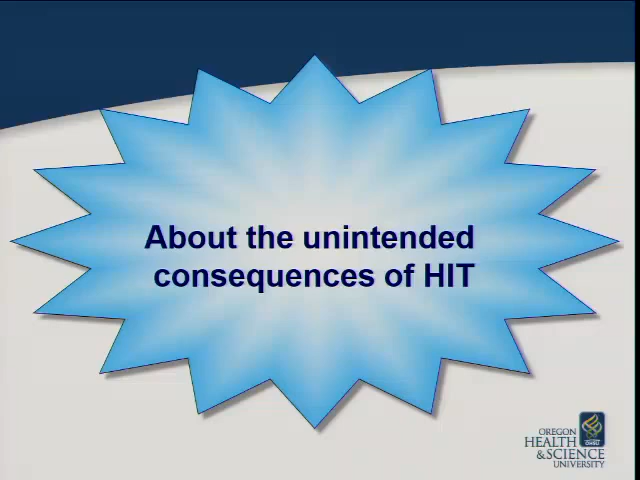 About the unintended
consequences of HIT
OREGON
HEALTH
& SCIENCE
UNIVERSITY